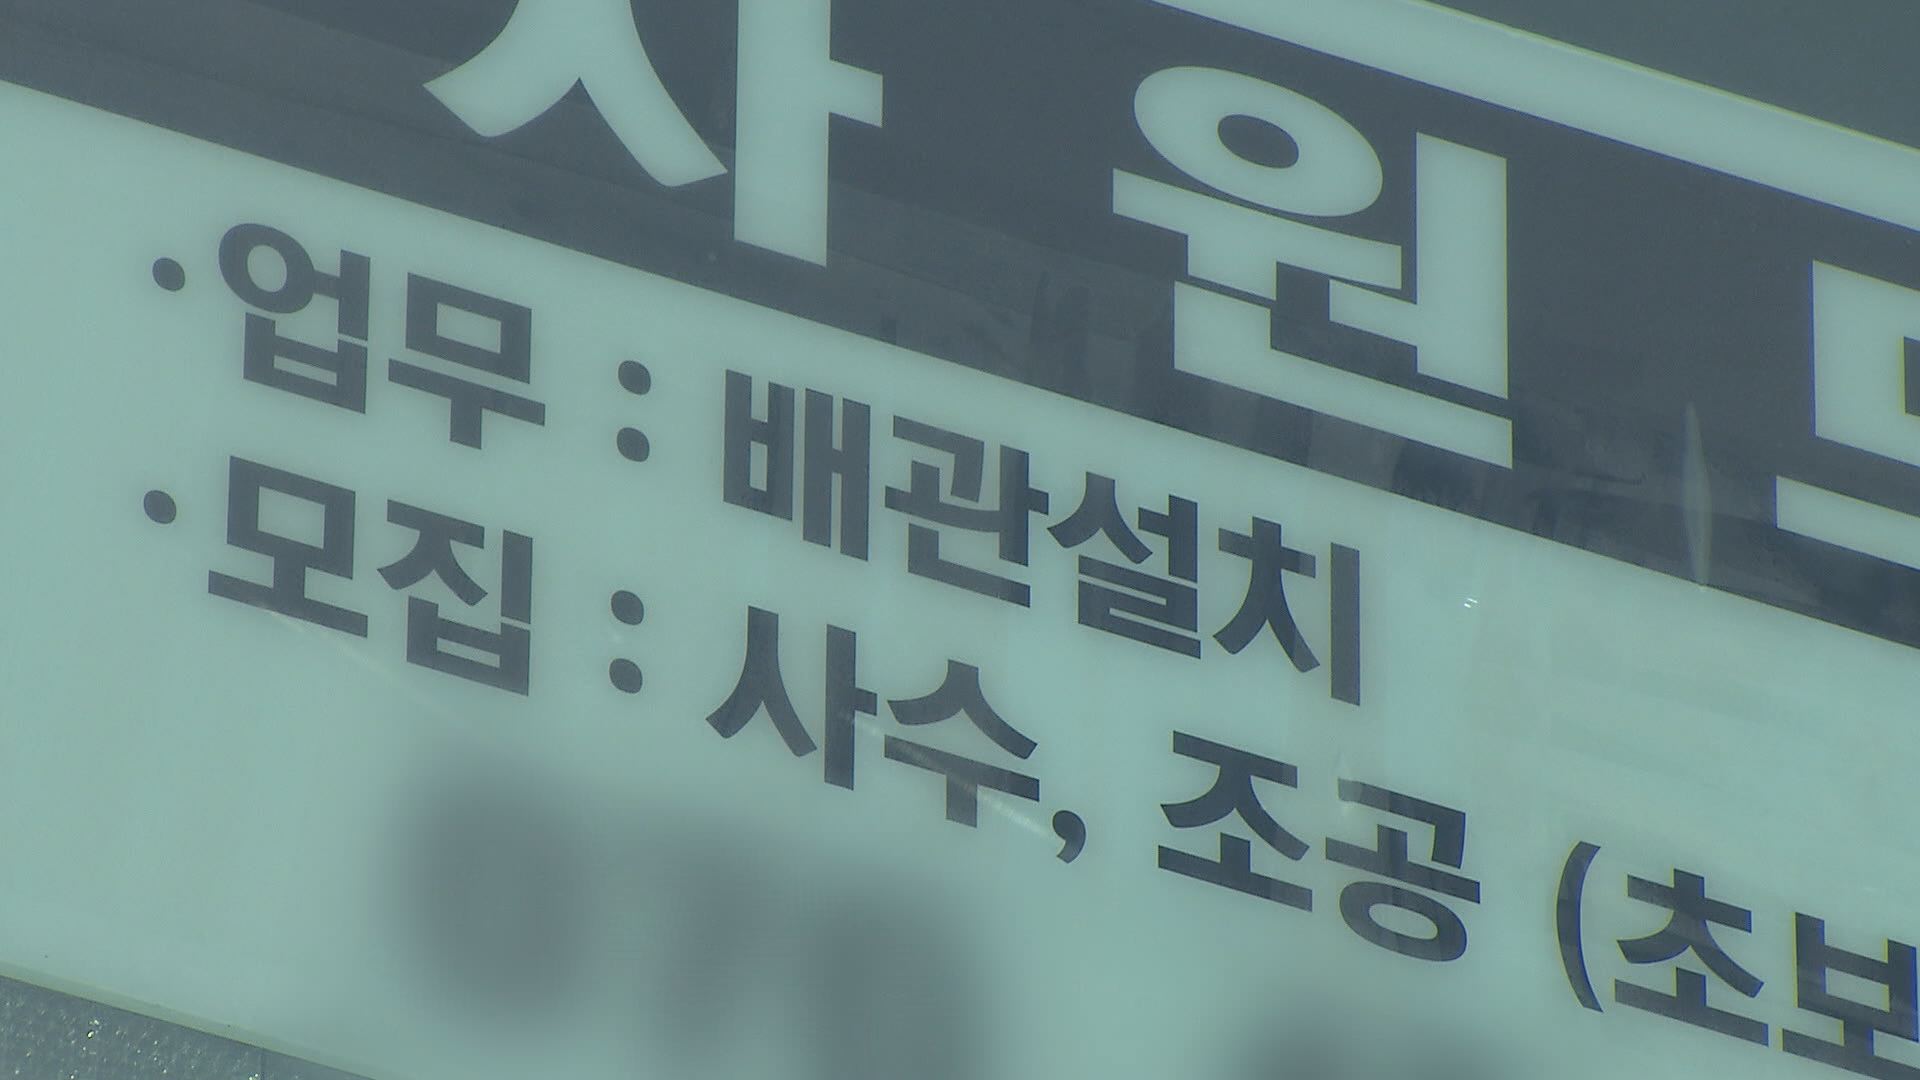 사원
·업무 : 배관설치
·모집 : 사수, 조공 (초보